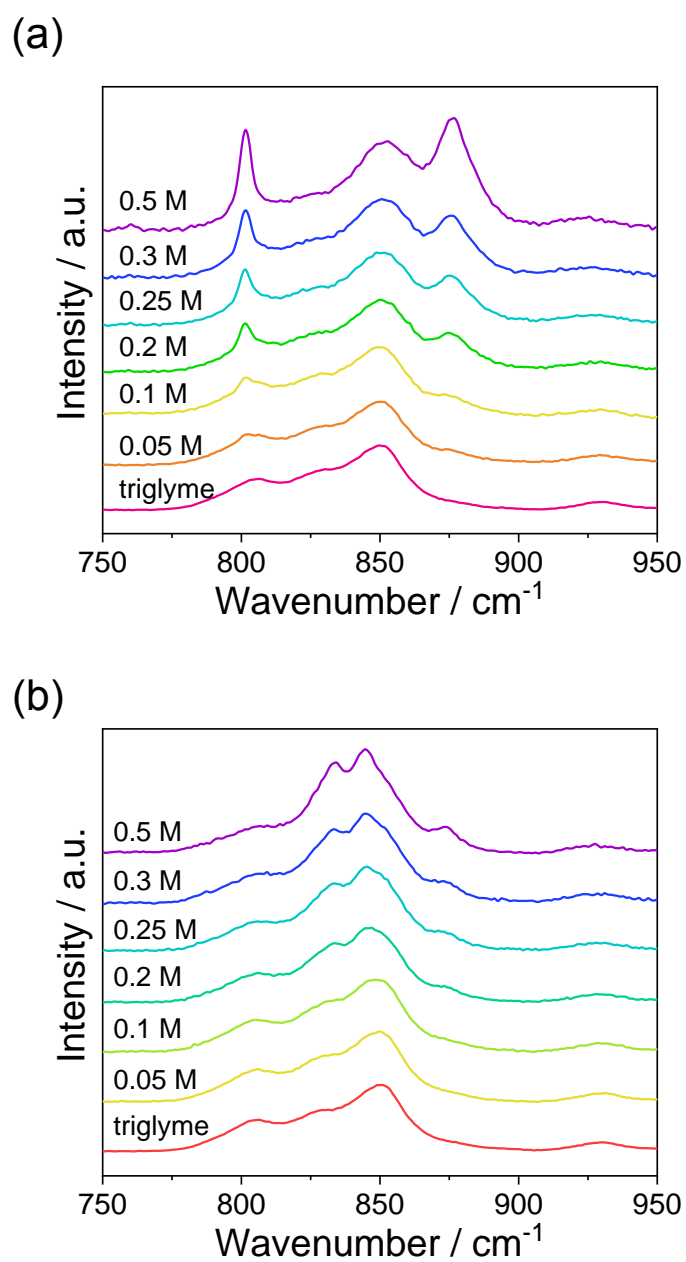 (a)
0.5 M
0.3 M
0.25 M
0.2 M
0.1 M
0.05 M
triglyme
Intensity / a.u.
750 800 850 900 950
Wavenumber / cm⁻¹
(b)
0.5 M
0.3 M
0.25 M
0.2 M
0.1 M
0.05 M
triglyme
Intensity / a.u.
750 800 850 900 950
Wavenumber / cm⁻¹